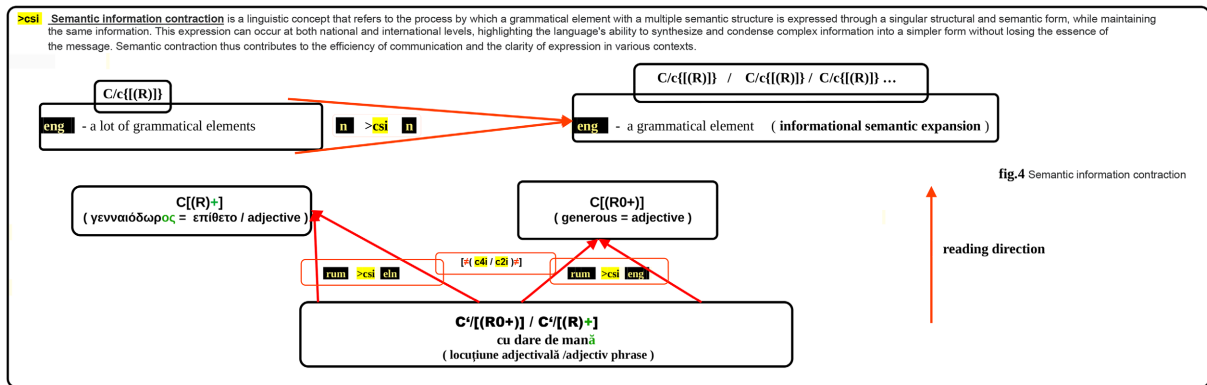 >csi Semantic information contraction is a linguistic concept that refers to the process by which a grammatical element with a multiple semantic structure is expressed through a singular structural and semantic form, while maintaining
the same information. This expression can occur at both national and international levels, highlighting the language's ability to synthesize and condense complex information into a simpler form without losing the essence of
the message. Semantic contraction thus contributes to the efficiency of communication and the clarity of expression in various contexts.
C/c{[(R)]}
C/c{[(R)]} / C/c{[(R)]} / C/c{[(R)]} ...
eng - a lot of grammatical elements
n >csi n
eng - a grammatical element ( informational semantic expansion )
fig.4 Semantic information contraction
C[(R)+]
( γενναιόδωρος = επίθετο / adjective )
C[(R0+)]
( generous = adjective )
reading direction
[≠( c4i / c2i )≠]
rum >csi eln
rum >csi eng
C‘/[(R0+)] / C‘/[(R)+]
cu dare de mană
( locuțiune adjectivală /adjectiv phrase )